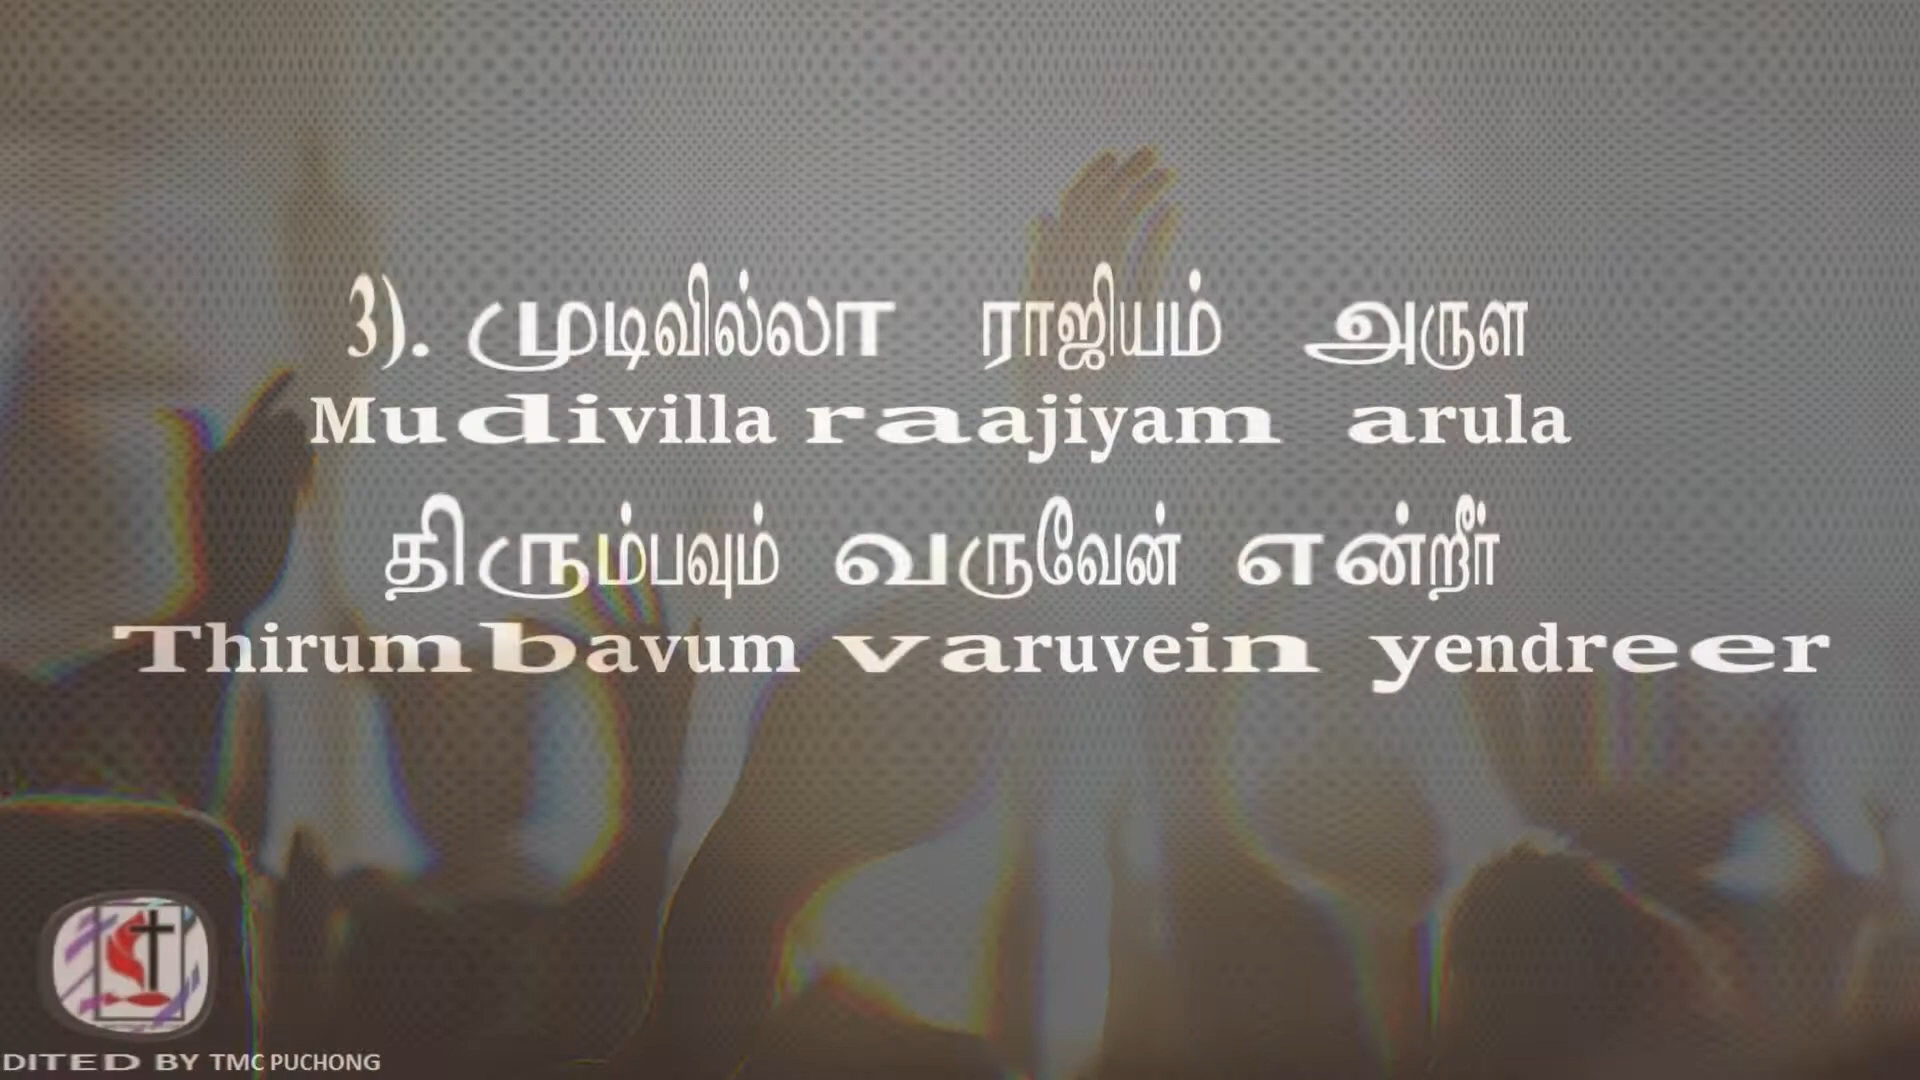 3). முடிவில்லா ராஜியம் அருள
Mudivilla raajiyam arula
திரும்பவும் வருவேன் என்றீர்
Thirumbavum varuvein yendreer
DITED BY TMC PUCHONG